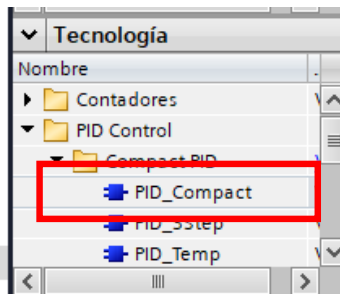 Tecnología
Nombre
Contadores
PID Control
Compact PID
PID_Compact
PID_3Step
PID_Temp